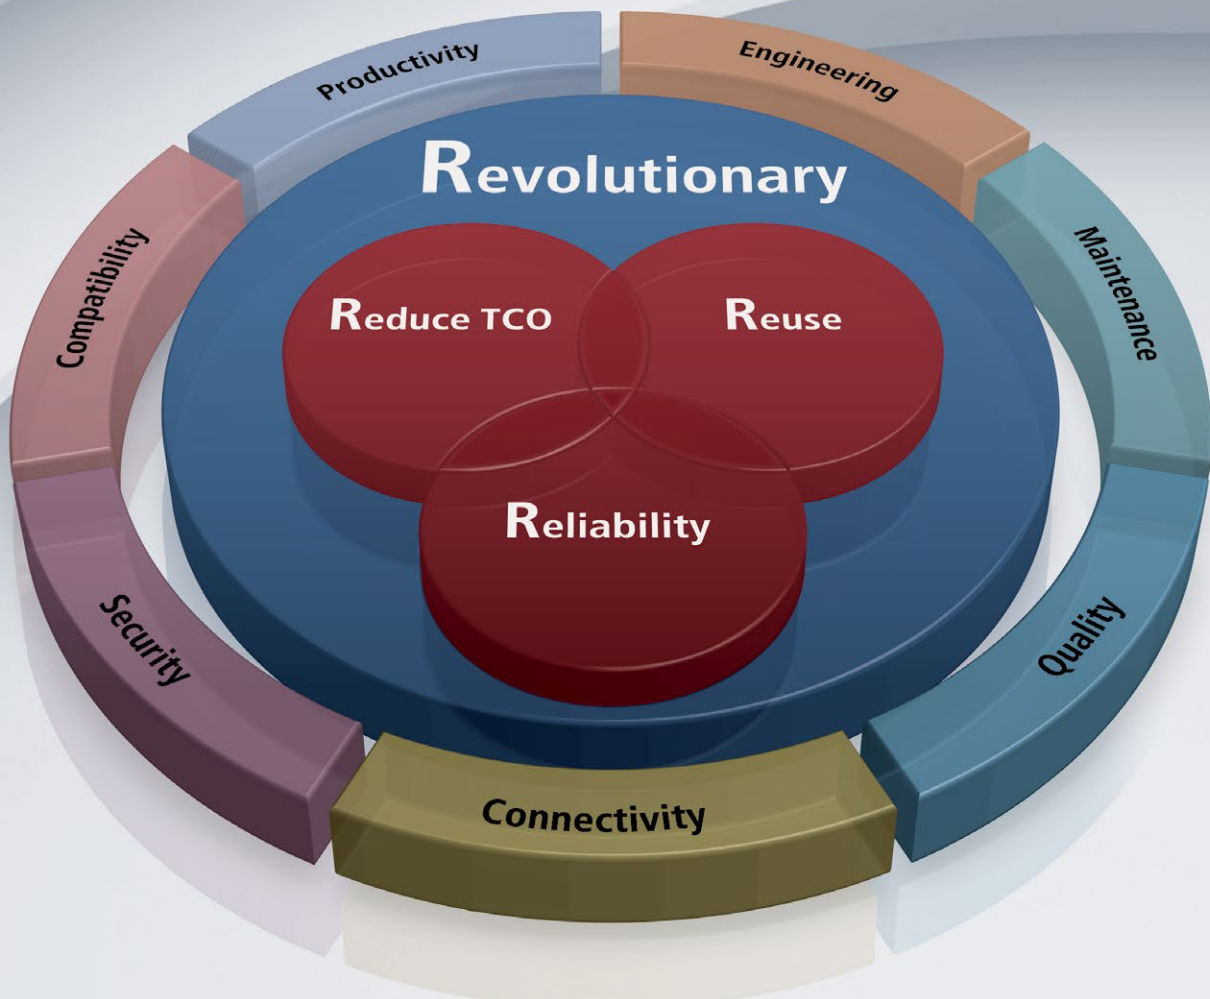 Productivity
Engineering
Revolutionary
Compatibility
Maintenance
Reduce TCO
Reuse
Reliability
Security
Quality
Connectivity